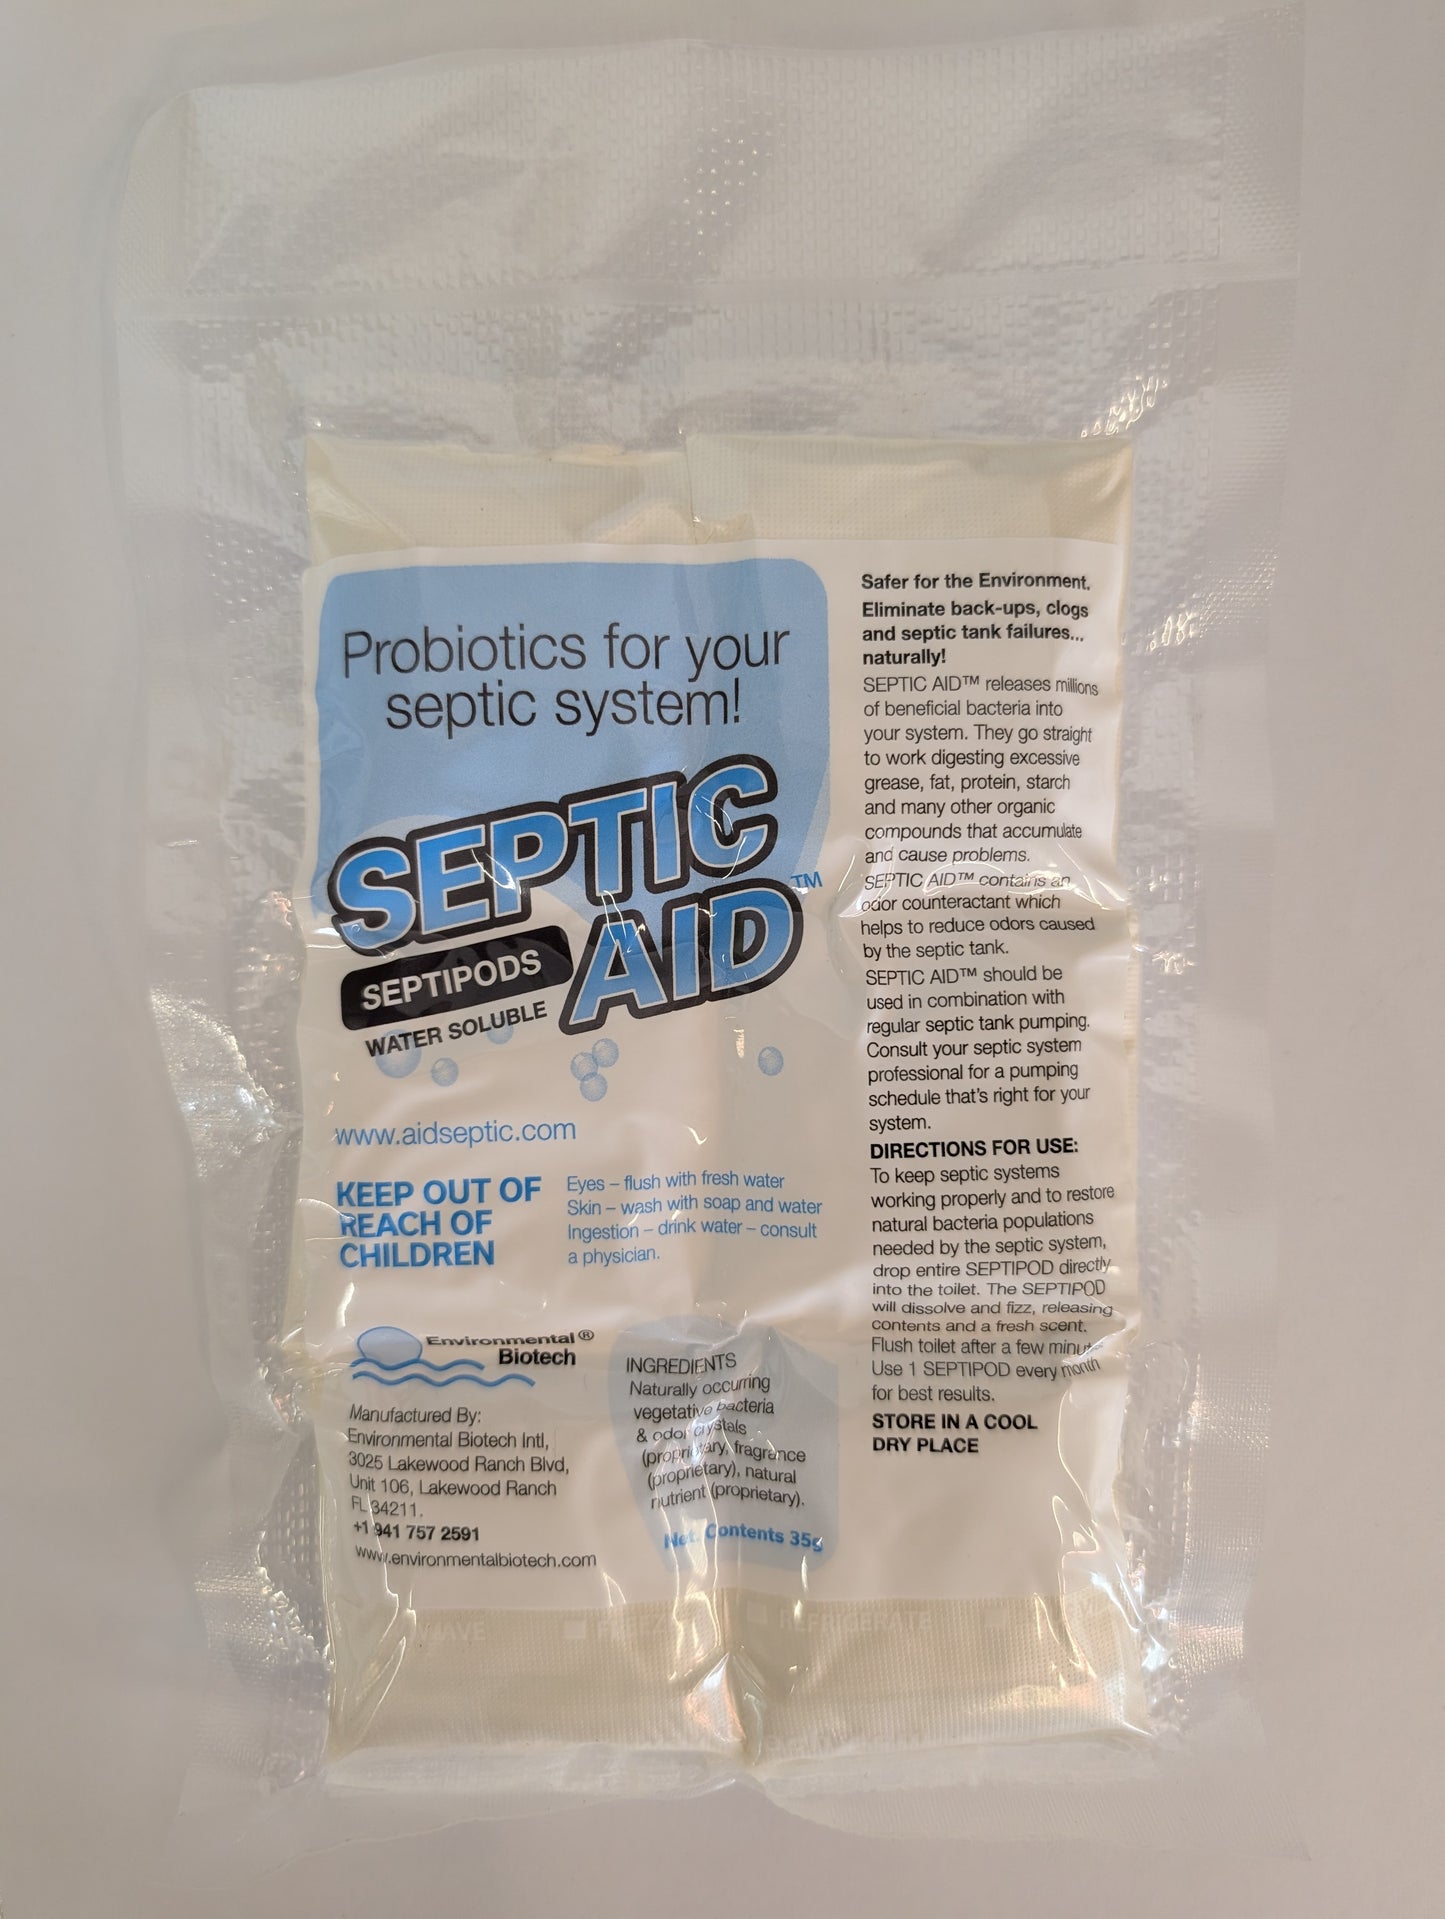 Probiotics for your
septic system!
SEPTIC
AID™
SEPTIPODS
WATER SOLUBLE
www.aidseptic.com
KEEP OUT OF
REACH OF
CHILDREN
Eyes – flush with fresh water
Skin – wash with soap and water
Ingestion – drink water – consult
a physician.
Environmental®
Biotech
Manufactured By:
Environmental Biotech Intl,
3025 Lakewood Ranch Blvd,
Unit 106, Lakewood Ranch
FL 34211.
+1 941 757 2591
www.environmentalbiotech.com
INGREDIENTS
Naturally occurring
vegetative bacteria
& odor crystals
(proprietary, fragrance
(proprietary), natural
nutrient (proprietary).
Net. Contents 35g
Safer for the Environment.
Eliminate back-ups, clogs
and septic tank failures...
naturally!
SEPTIC AID™ releases millions
of beneficial bacteria into
your system. They go straight
to work digesting excessive
grease, fat, protein, starch
and many other organic
compounds that accumulate
and cause problems.
SEPTIC AID™ contains an
odor counteractant which
helps to reduce odors caused
by the septic tank.
SEPTIC AID™ should be
used in combination with
regular septic tank pumping.
Consult your septic system
professional for a pumping
schedule that's right for your
system.
DIRECTIONS FOR USE:
To keep septic systems
working properly and to restore
natural bacteria populations
needed by the septic system,
drop entire SEPTIPOD directly
into the toilet. The SEPTIPOD
will dissolve and fizz, releasing
contents and a fresh scent.
Flush toilet after a few
Use 1 SEPTIPOD every month
for best results.
STORE IN A COOL
DRY PLACE
REFRIGERATE